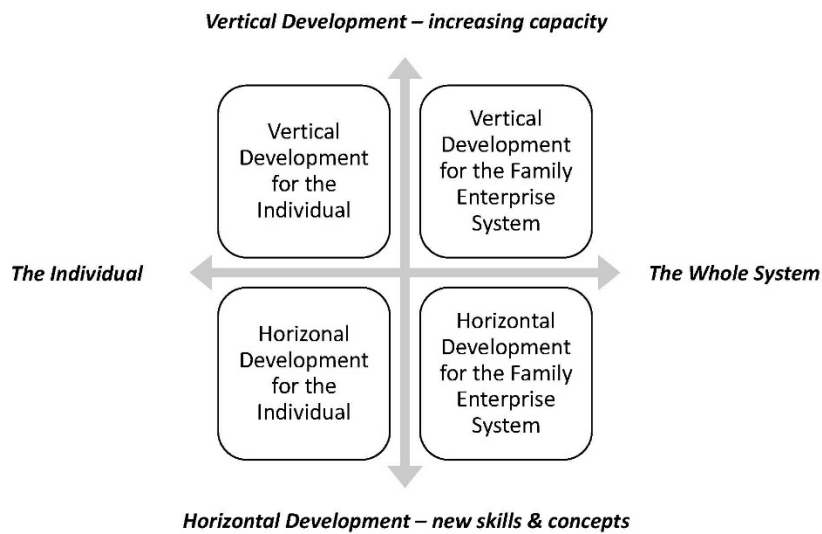 Vertical Development – increasing capacity
Vertical
Development
for the
Individual
Vertical
Development
for the Family
Enterprise
System
The Individual
The Whole System
Horizonal
Development
for the
Individual
Horizontal
Development
for the Family
Enterprise
System
Horizontal Development – new skills & concepts